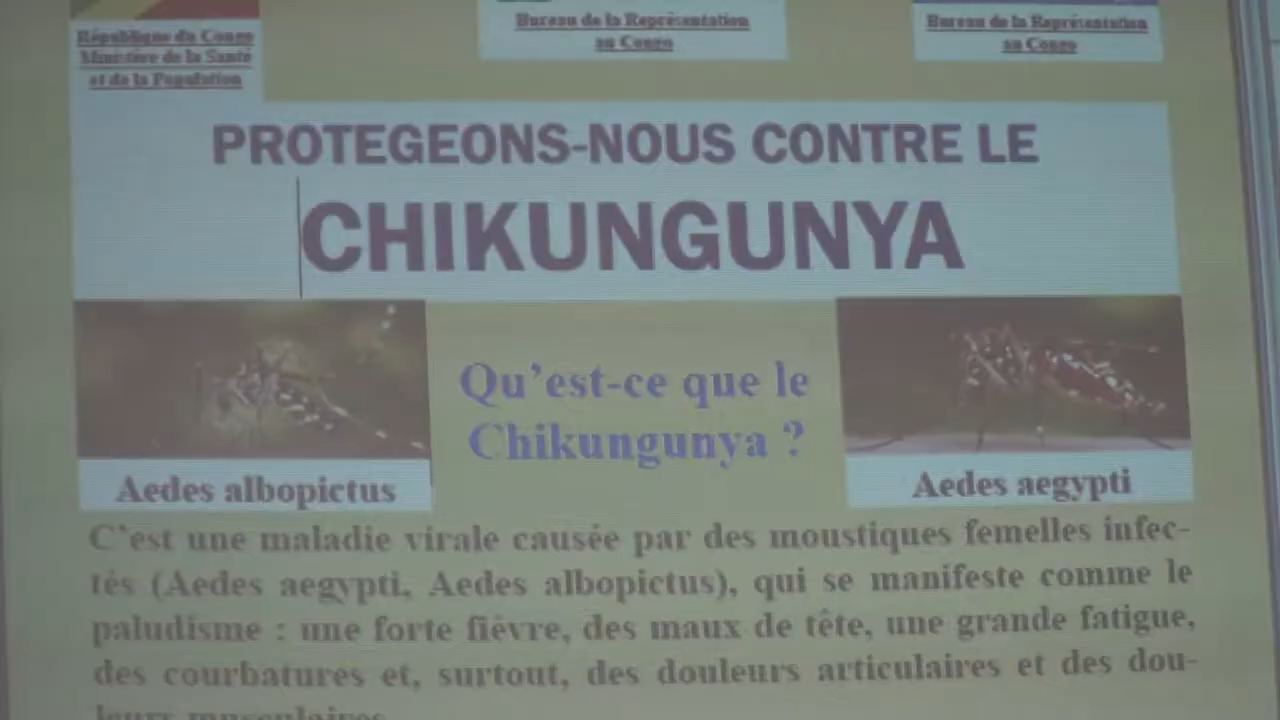 République du Congo
Ministère de la Santé
et de la Population
Bureau de la Représentation
au Congo
Bureau de la Représentation
au Congo
PROTEGEONS-NOUS CONTRE LE
CHIKUNGUNYA
Qu'est-ce que le
Chikungunya ?
Aedes albopictus
Aedes aegypti
C'est une maladie virale causée par des moustiques femelles infec-
tés (Aedes aegypti, Aedes albopictus), qui se manifeste comme le
paludisme : une forte fièvre, des maux de tête, une grande fatigue,
des courbatures et, surtout, des douleurs articulaires et des dou-
leurs musculaires